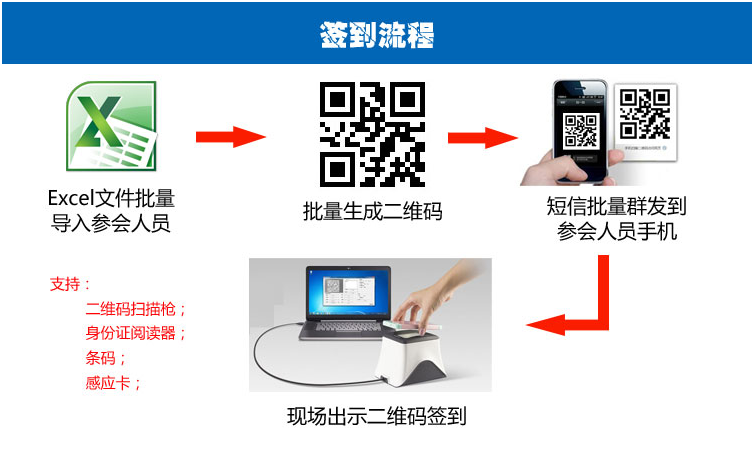 签到流程
Excel文件批量
导入参会人员
批量生成二维码
短信批量群发到
参会人员手机
支持：
二维码扫描枪；
身份证阅读器；
条码；
感应卡；
现场出示二维码签到